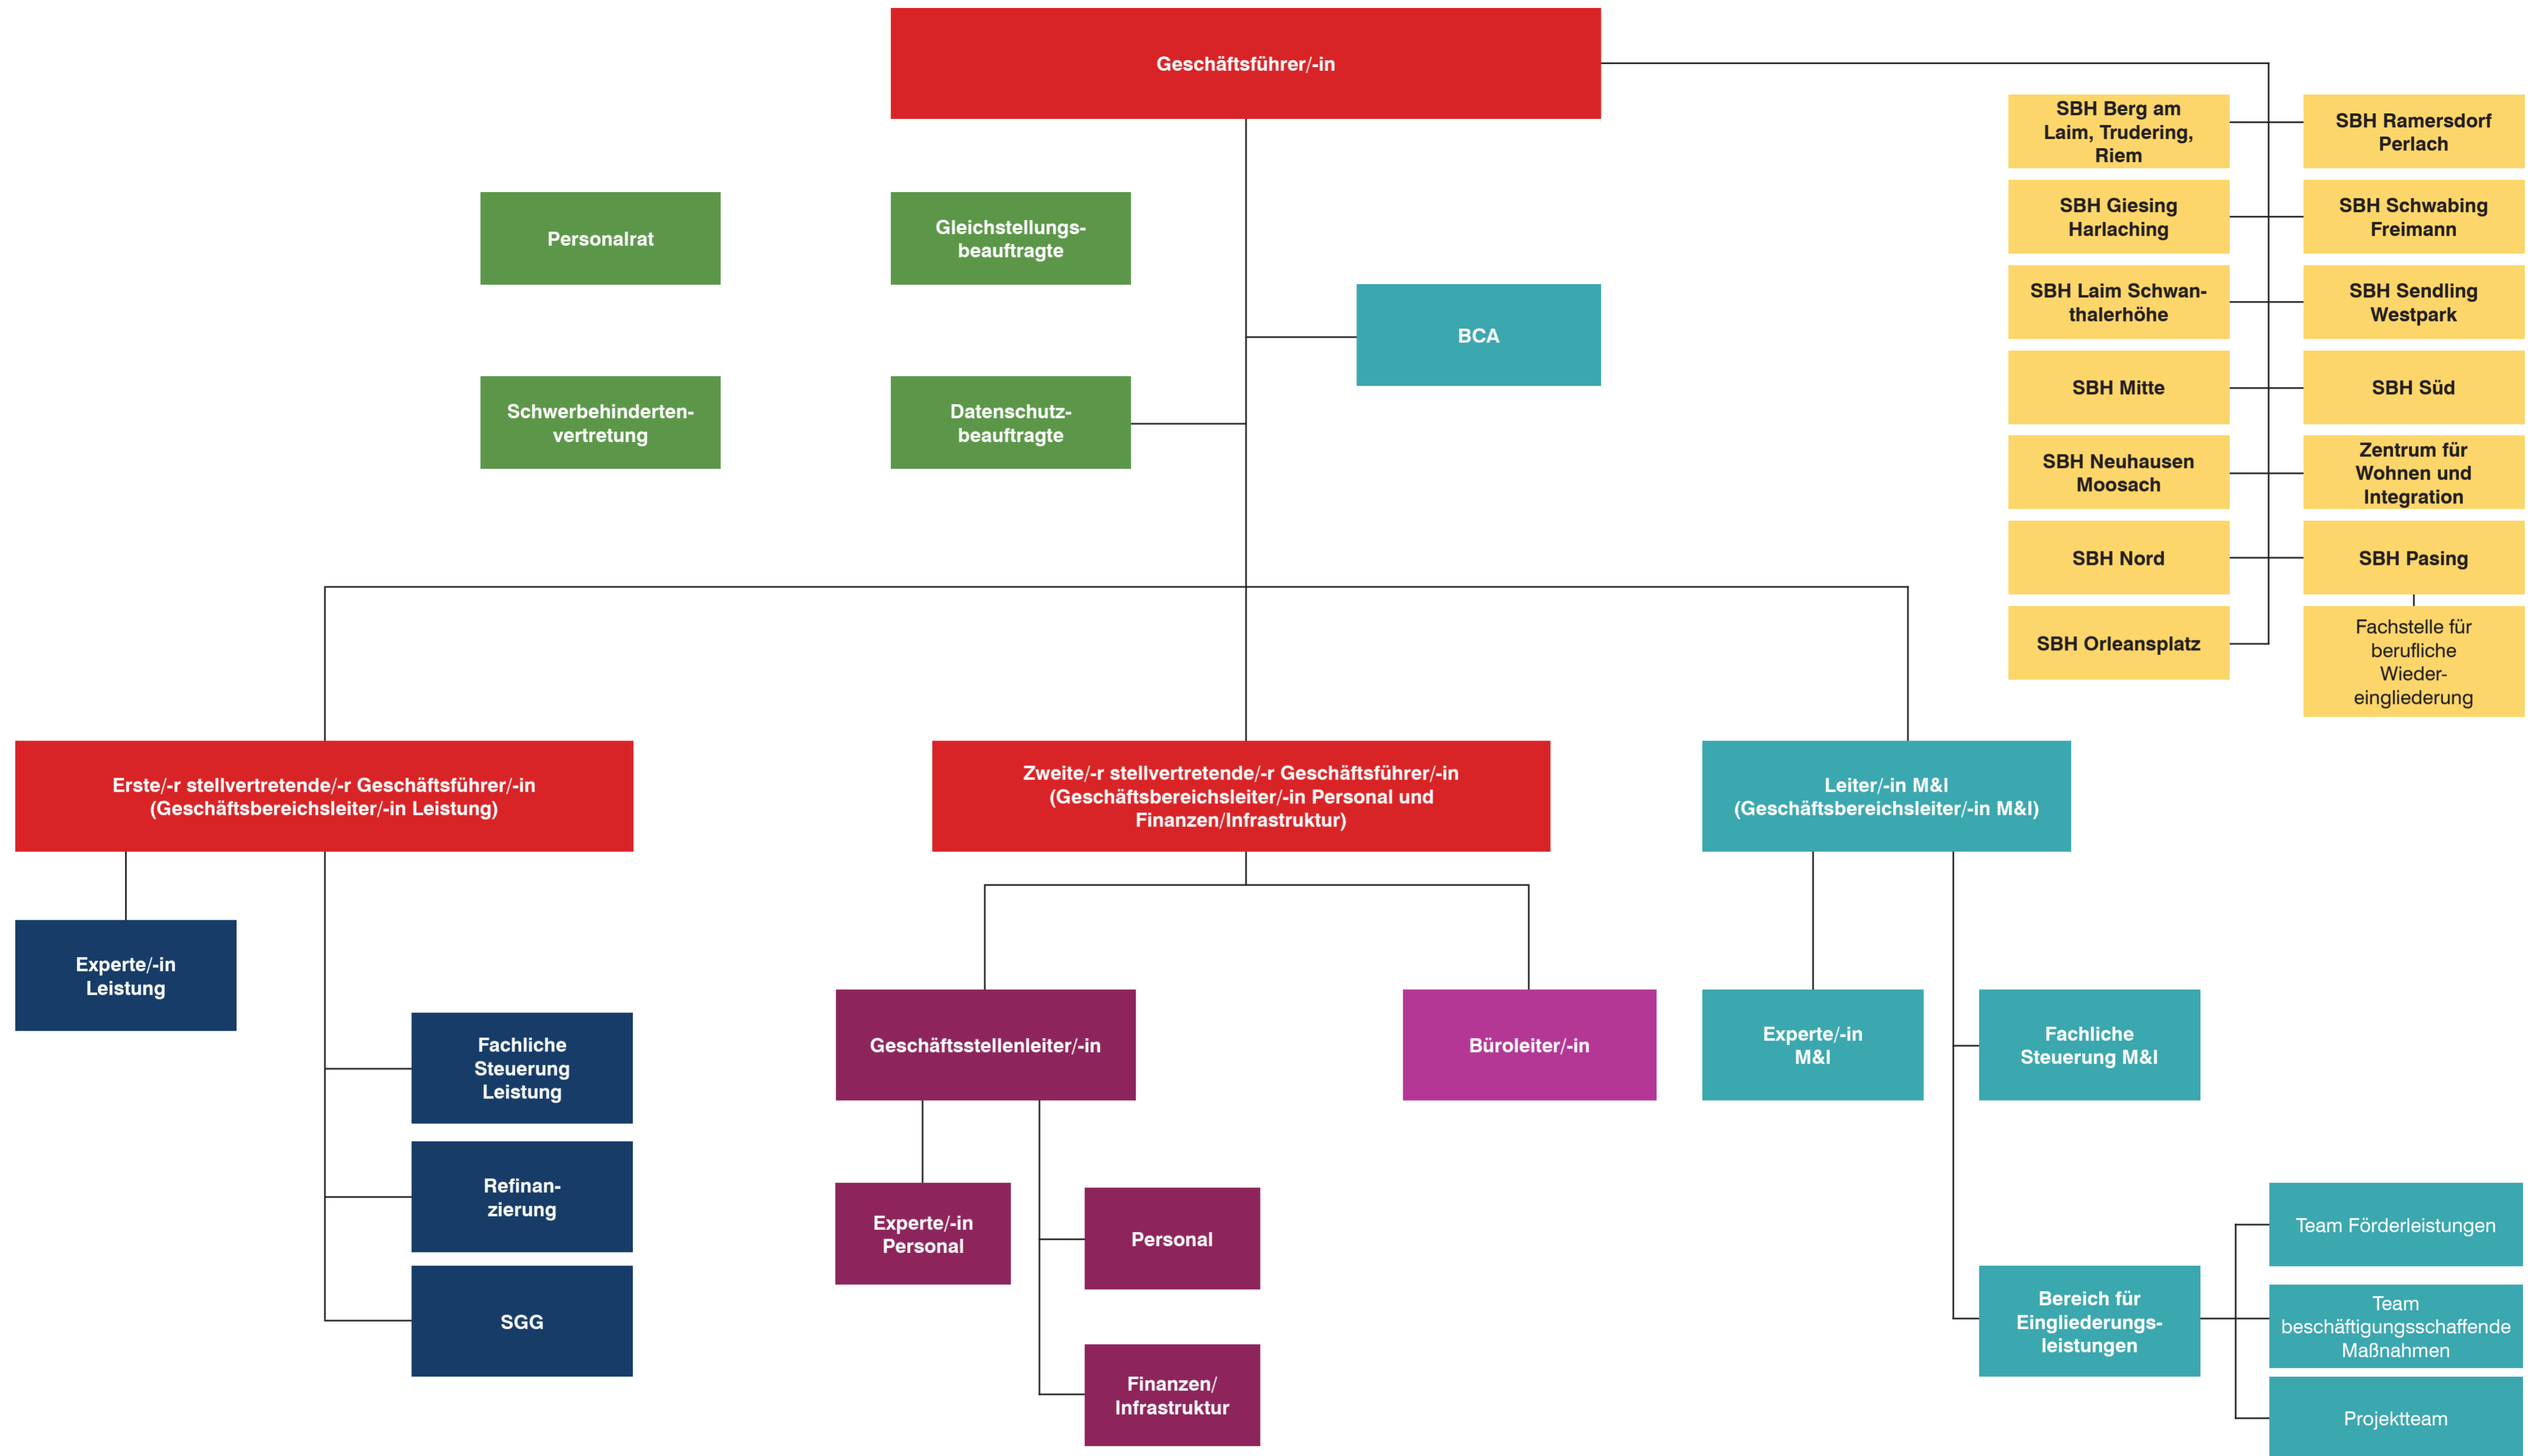 Geschäftsführer/-in
SBH Berg am
Laim, Trudering,
Riem
SBH Ramersdorf
Perlach
SBH Giesing
Harlaching
SBH Schwabing
Freimann
SBH Laim Schwan-
thalerhöhe
SBH Sendling
Westpark
SBH Mitte
SBH Süd
SBH Neuhausen
Moosach
Zentrum für
Wohnen und
Integration
SBH Nord
SBH Pasing
SBH Orleansplatz
Fachstelle für
berufliche
Wieder-
eingliederung
Personalrat
Gleichstellungs-
beauftragte
BCA
Schwerbehinderten-
vertretung
Datenschutz-
beauftragte
Erste/-r stellvertretende/-r Geschäftsführer/-in
(Geschäftsbereichsleiter/-in Leistung)
Zweite/-r stellvertretende/-r Geschäftsführer/-in
(Geschäftsbereichsleiter/-in Personal und
Finanzen/Infrastruktur)
Leiter/-in M&I
(Geschäftsbereichsleiter/-in M&I)
Experte/-in
Leistung
Fachliche
Steuerung
Leistung
Refinan-
zierung
SGG
Geschäftsstellenleiter/-in
Büroleiter/-in
Experte/-in
Personal
Personal
Finanzen/
Infrastruktur
Experte/-in
M&I
Fachliche
Steuerung M&I
Bereich für
Eingliederungs-
leistungen
Team Förderleistungen
Team
beschäftigungsschaffende
Maßnahmen
Projektteam